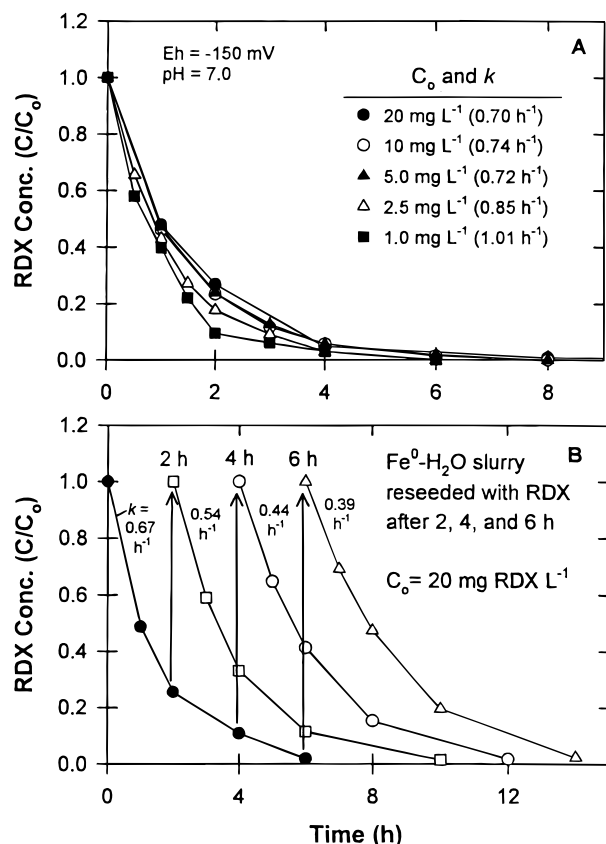 A
Eh = -150 mV
pH = 7.0
C₀ and k
20 mg L⁻¹ (0.70 h⁻¹)
10 mg L⁻¹ (0.74 h⁻¹)
5.0 mg L⁻¹ (0.72 h⁻¹)
2.5 mg L⁻¹ (0.85 h⁻¹)
1.0 mg L⁻¹ (1.01 h⁻¹)
RDX Conc. (C/C₀)
1.2
1.0
0.8
0.6
0.4
0.2
0.0
0 2 4 6 8
B
2 h 4 h 6 h
Fe⁰-H₂O slurry
reseeded with RDX
after 2, 4, and 6 h
C₀= 20 mg RDX L⁻¹
k =
0.67
h⁻¹
0.54
h⁻¹
0.44
h⁻¹
0.39
h⁻¹
RDX Conc. (C/C₀)
1.2
1.0
0.8
0.6
0.4
0.2
0.0
0 4 8 12
Time (h)